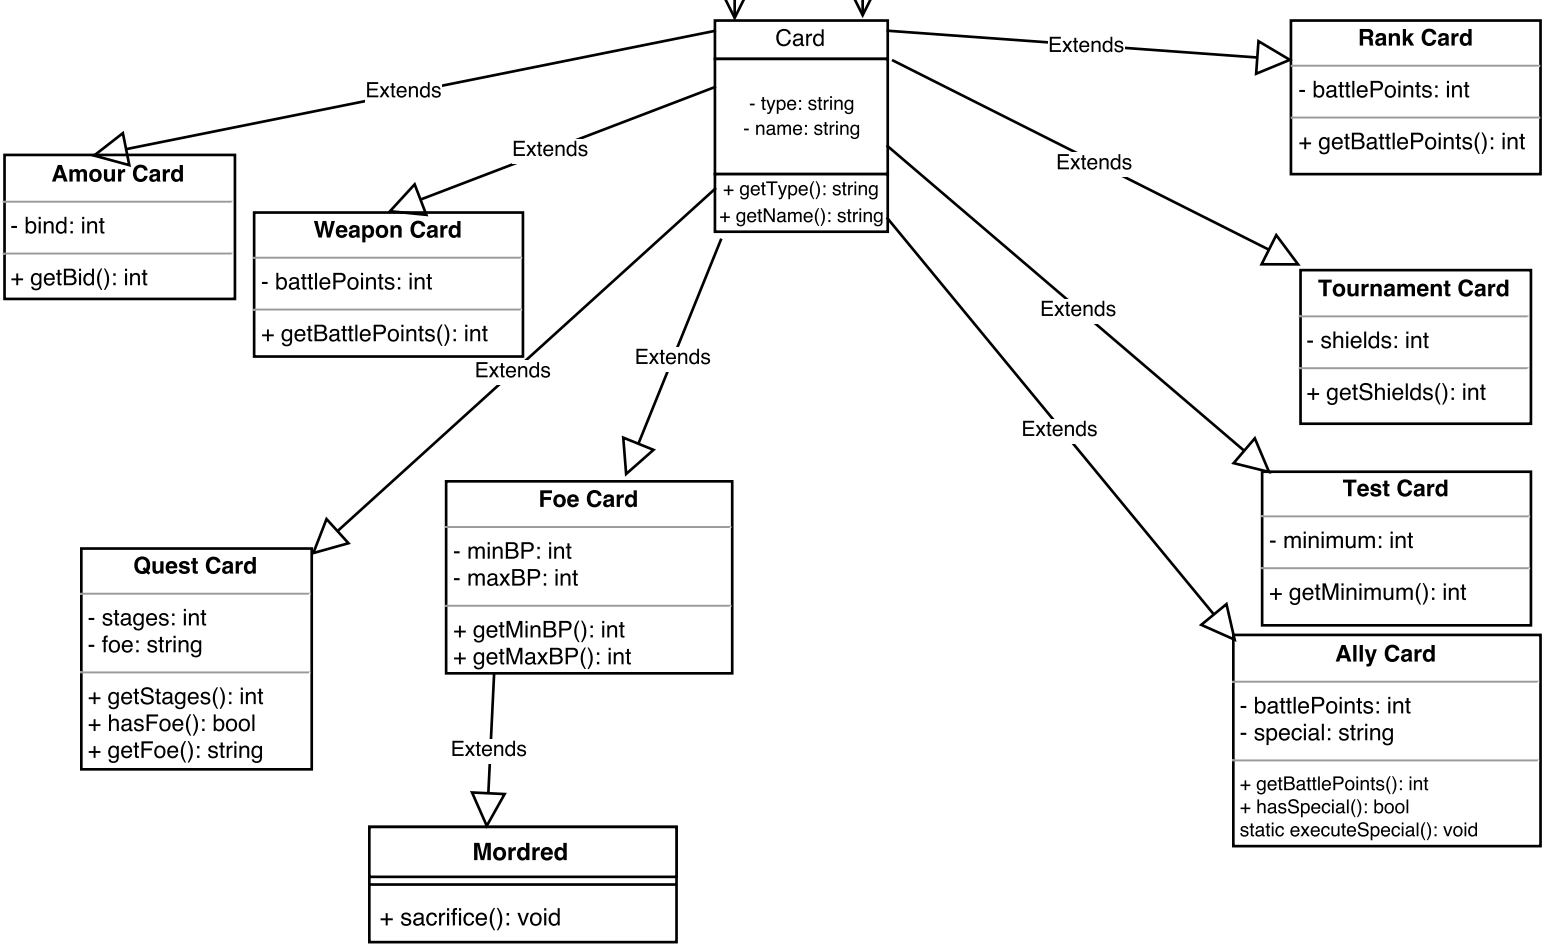 Card
- type: string
- name: string
+ getType(): string
+ getName(): string
Extends
Rank Card
- battlePoints: int
+ getBattlePoints(): int
Extends
Amour Card
- bind: int
+ getBid(): int
Extends
Weapon Card
- battlePoints: int
+ getBattlePoints(): int
Extends
Tournament Card
- shields: int
+ getShields(): int
Extends
Quest Card
- stages: int
- foe: string
+ getStages(): int
+ hasFoe(): bool
+ getFoe(): string
Extends
Foe Card
- minBP: int
- maxBP: int
+ getMinBP(): int
+ getMaxBP(): int
Extends
Test Card
- minimum: int
+ getMinimum(): int
Extends
Ally Card
- battlePoints: int
- special: string
+ getBattlePoints(): int
+ hasSpecial(): bool
static executeSpecial(): void
Extends
Mordred
+ sacrifice(): void